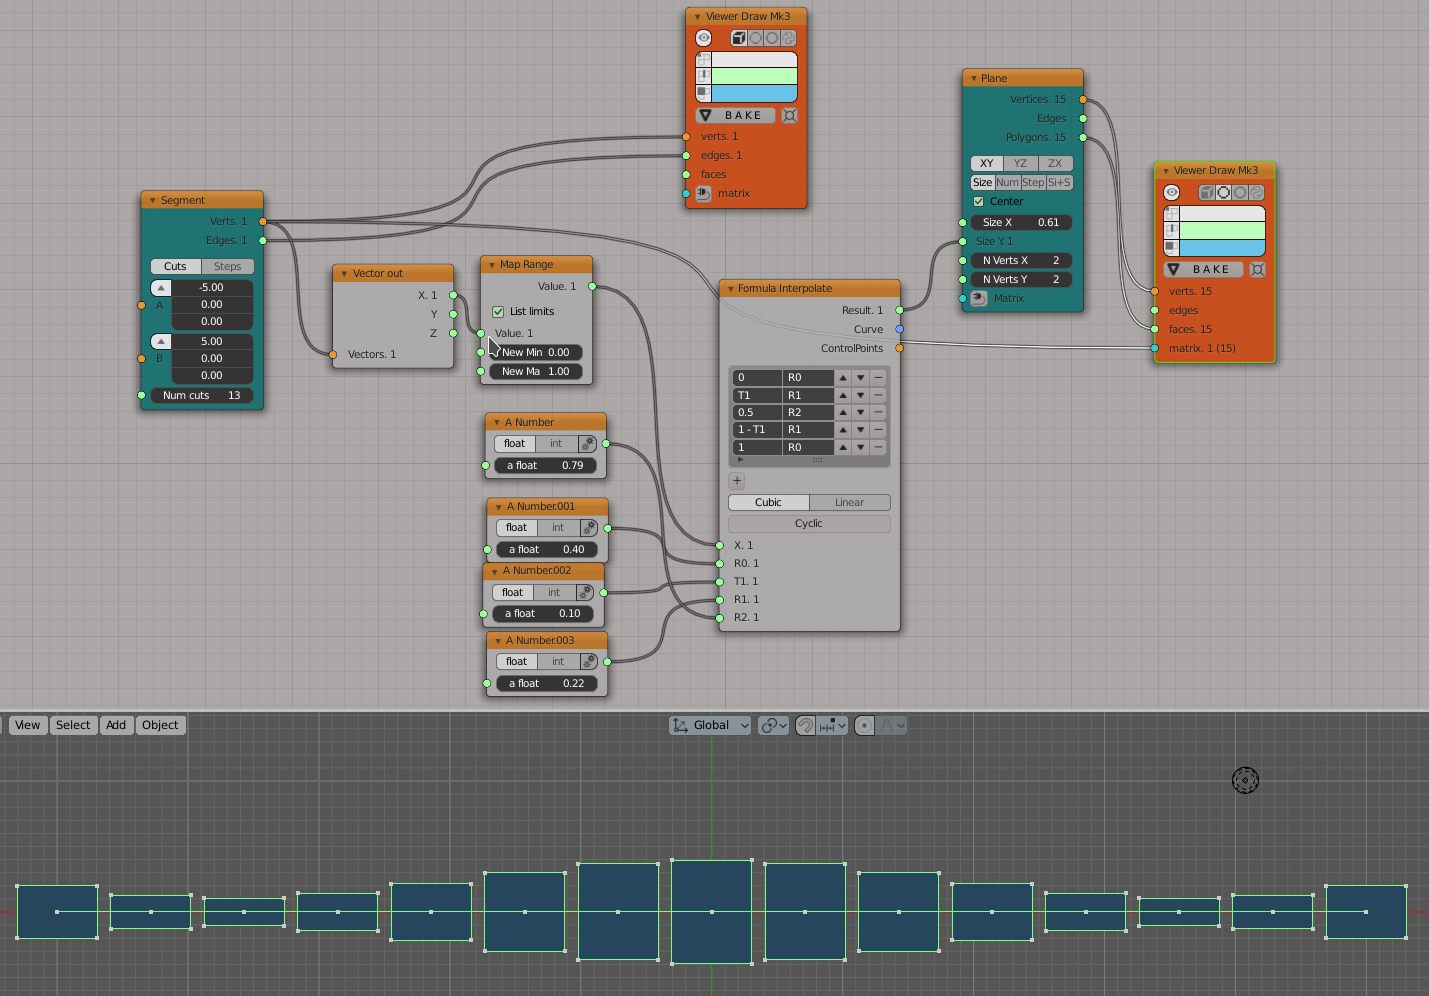 Viewer Draw Mk3
BAKE
verts. 1
edges. 1
faces
matrix
Plane
Vertices. 15
Edges
Polygons. 15
XY YZ ZX
Size Num Step Si+S
Center
Size X 0.61
Size Y 1
N Verts X 2
N Verts Y 2
Matrix
Viewer Draw Mk3
BAKE
verts. 15
edges
faces. 15
matrix. 1 (15)
Segment
Verts. 1
Edges. 1
Cuts Steps
-5.00
A 0.00
0.00
5.00
B 0.00
0.00
Num cuts 13
Vector out
X. 1
Y
Z
Vectors. 1
Map Range
Value. 1
List limits
Value. 1
New Min 0.00
New Ma 1.00
Formula Interpolate
Result. 1
Curve
ControlPoints
0 R0
T1 R1
0.5 R2
1 - T1 R1
1 R0
+
Cubic Linear
Cyclic
X. 1
R0. 1
T1. 1
R1. 1
R2. 1
A Number
float int
a float 0.79
A Number.001
float int
a float 0.40
A Number.002
float int
a float 0.10
A Number.003
float int
a float 0.22
View Select Add Object Global